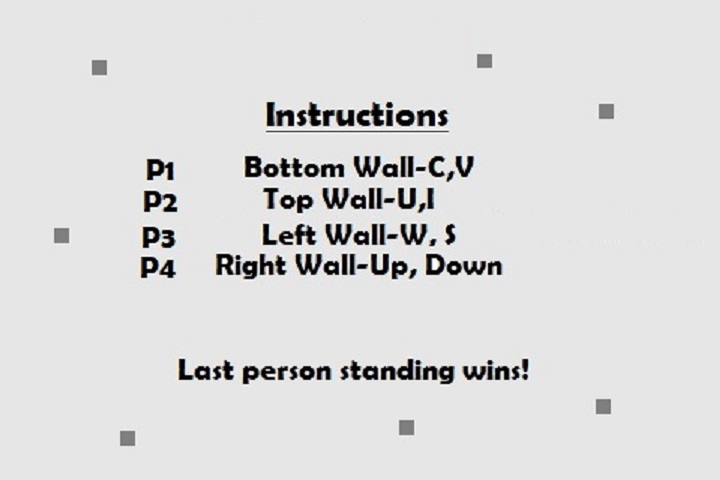 Instructions
P1 Bottom Wall-C,V
P2 Top Wall-U,I
P3 Left Wall-W, S
P4 Right Wall-Up, Down
Last person standing wins!